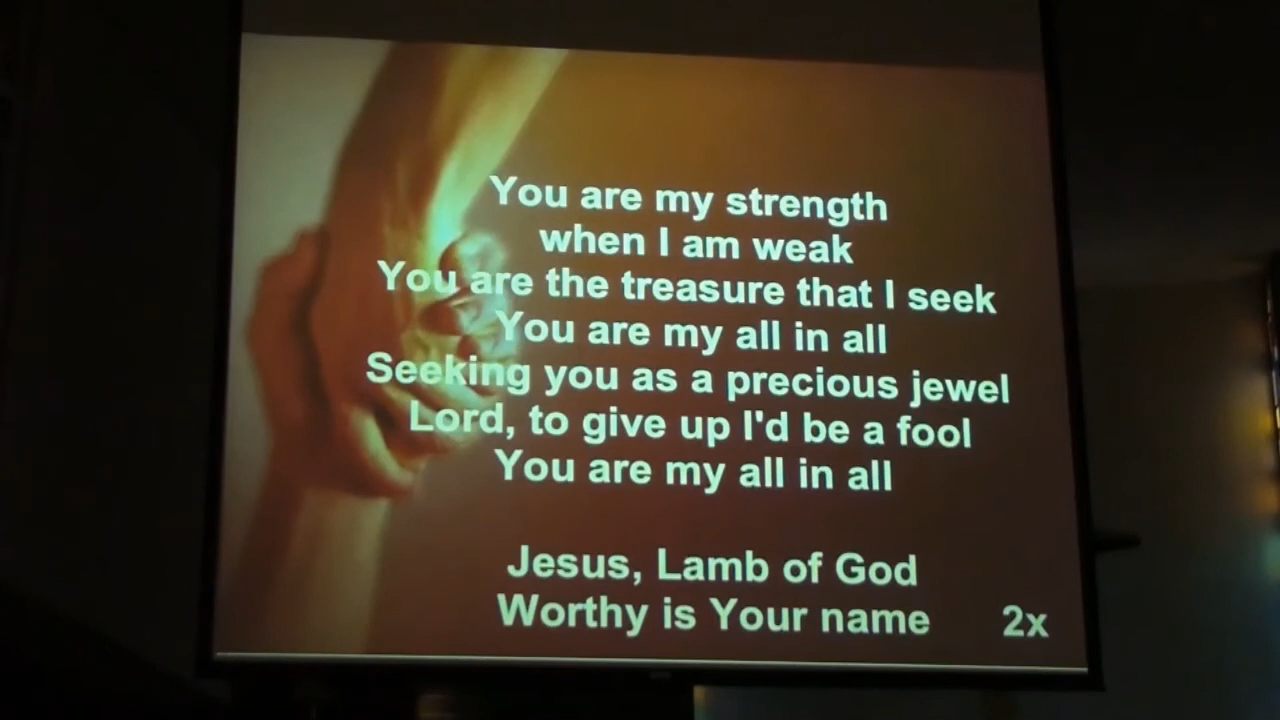 You are my strength
when I am weak
You are the treasure that I seek
You are my all in all
Seeking you as a precious jewel
Lord, to give up I'd be a fool
You are my all in all
Jesus, Lamb of God
Worthy is Your name 2x